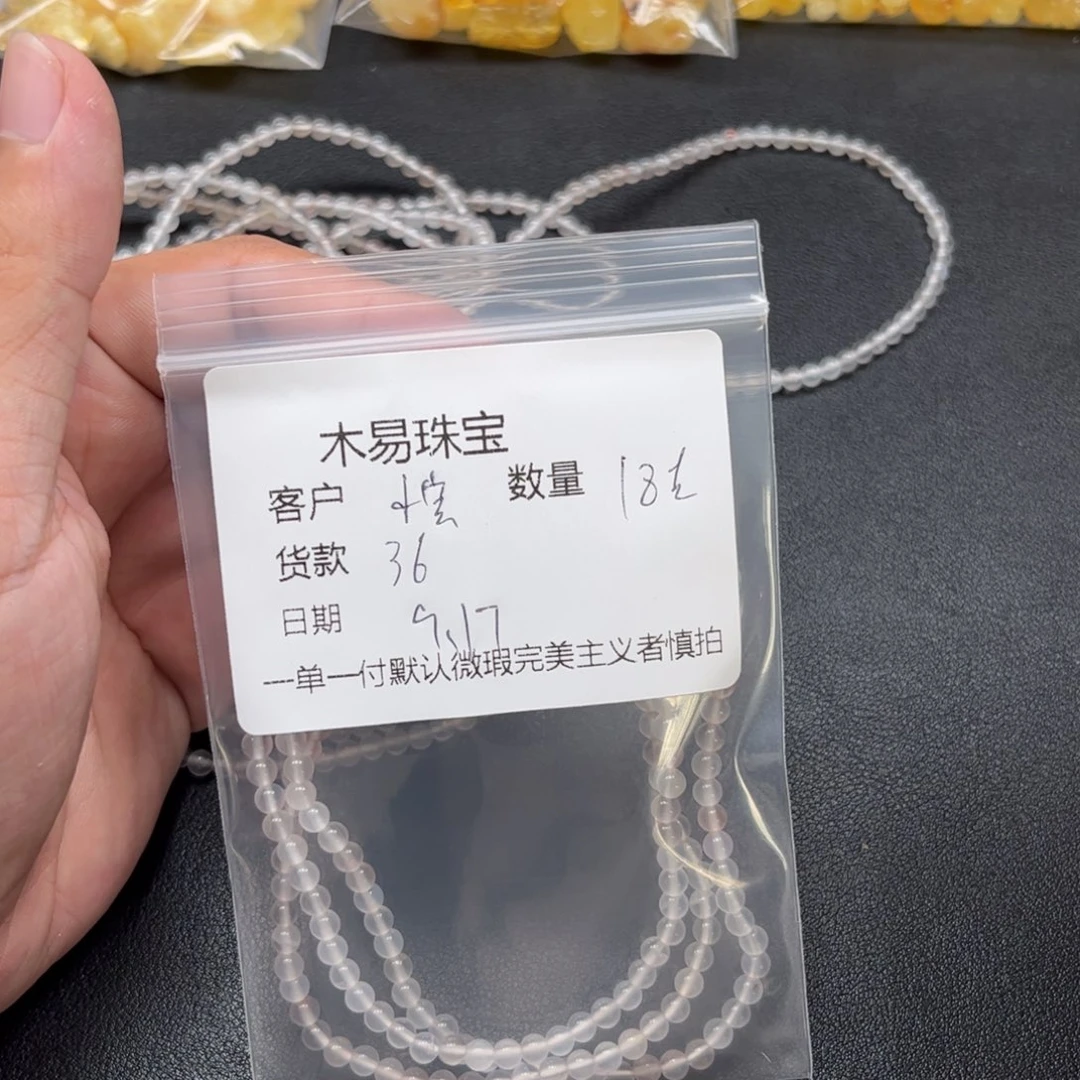 木易珠宝
客户 数量 18
货款 36
日期 9.17
一单一付默认微瑕完美主义者慎拍